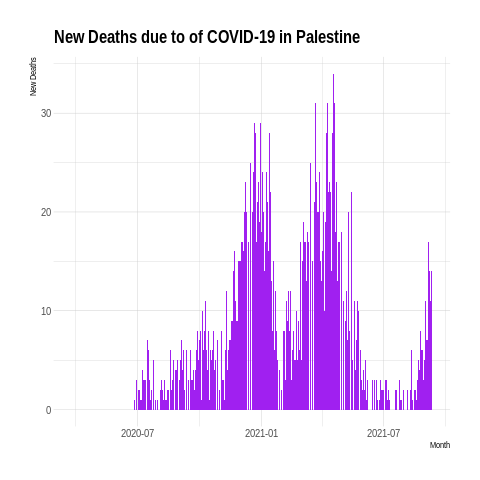 New Deaths due to of COVID-19 in Palestine
New Deaths
30
20
10
0
2020-07 2021-01 2021-07
Month